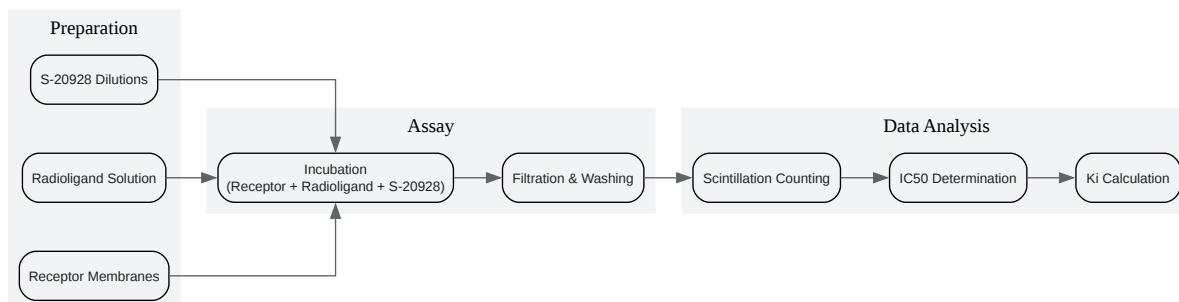 Preparation
S-20928 Dilutions
Radioligand Solution
Receptor Membranes
Assay
Incubation
(Receptor + Radioligand + S-20928)
Filtration & Washing
Data Analysis
Scintillation Counting
IC50 Determination
Ki Calculation